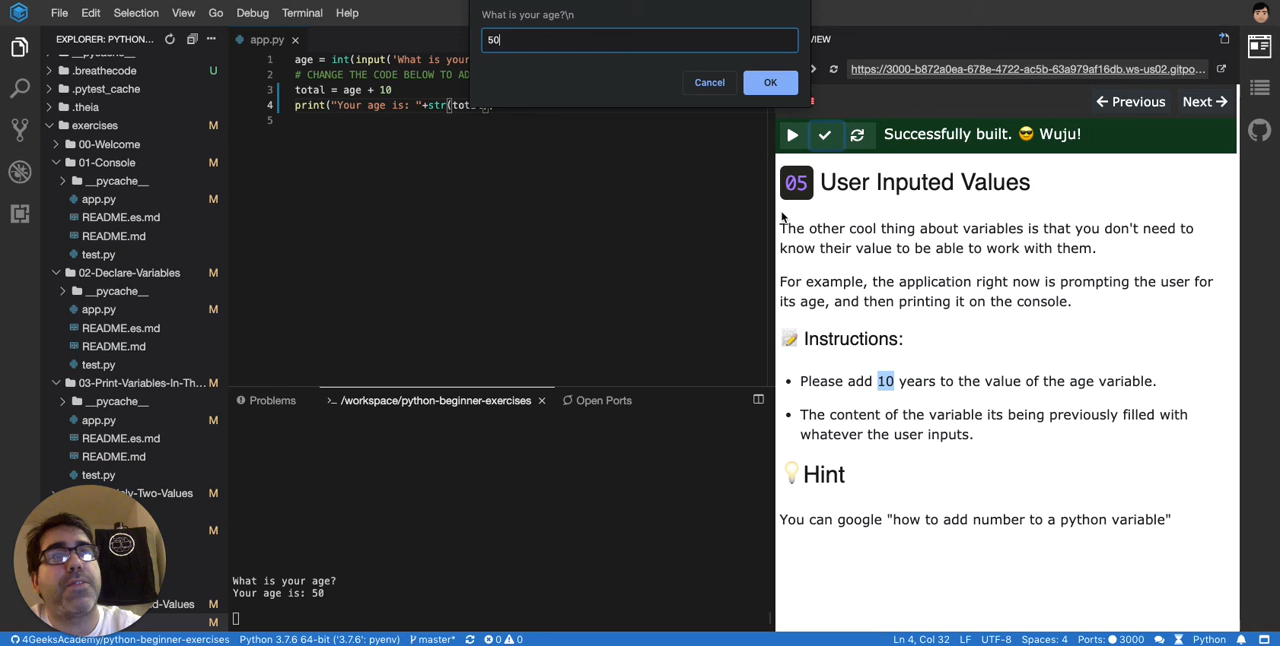 File Edit Selection View Go Debug Terminal Help
What is your age?\n
50
Cancel OK
EXPLORER: PYTHON...
__pycache__
.breathecode U
.pytest_cache
.theia
exercises M
00-Welcome
01-Console M
__pycache__
app.py M
README.es.md
README.md
test.py
02-Declare-Variables M
__pycache__
app.py M
README.es.md
README.md
test.py
03-Print-Variables-In-Th... M
__pycache__
app.py M
README.es.md
README.md
test.py
ly-Two-Values M
M
d-Values M
M
app.py
1 age = int(input('What is your
2 # CHANGE THE CODE BELOW TO AD
3 total = age + 10
4 print("Your age is: "+str(tot
5
Problems /workspace/python-beginner-exercises Open Ports
What is your age?
Your age is: 50
https://3000-b872a0ea-678e-4722-ac5b-63a979af16db.ws-us02.gitpo...
Previous Next
Successfully built. 😎 Wuju!
05 User Inputed Values
The other cool thing about variables is that you don't need to
know their value to be able to work with them.
For example, the application right now is prompting the user for
its age, and then printing it on the console.
📝 Instructions:
• Please add 10 years to the value of the age variable.
• The content of the variable its being previously filled with
whatever the user inputs.
💡Hint
You can google "how to add number to a python variable"
4GeeksAcademy/python-beginner-exercises Python 3.7.6 64-bit ('3.7.6': pyenv) master* 0 0 Ln 4, Col 32 LF UTF-8 Spaces: 4 Ports: 3000 Python